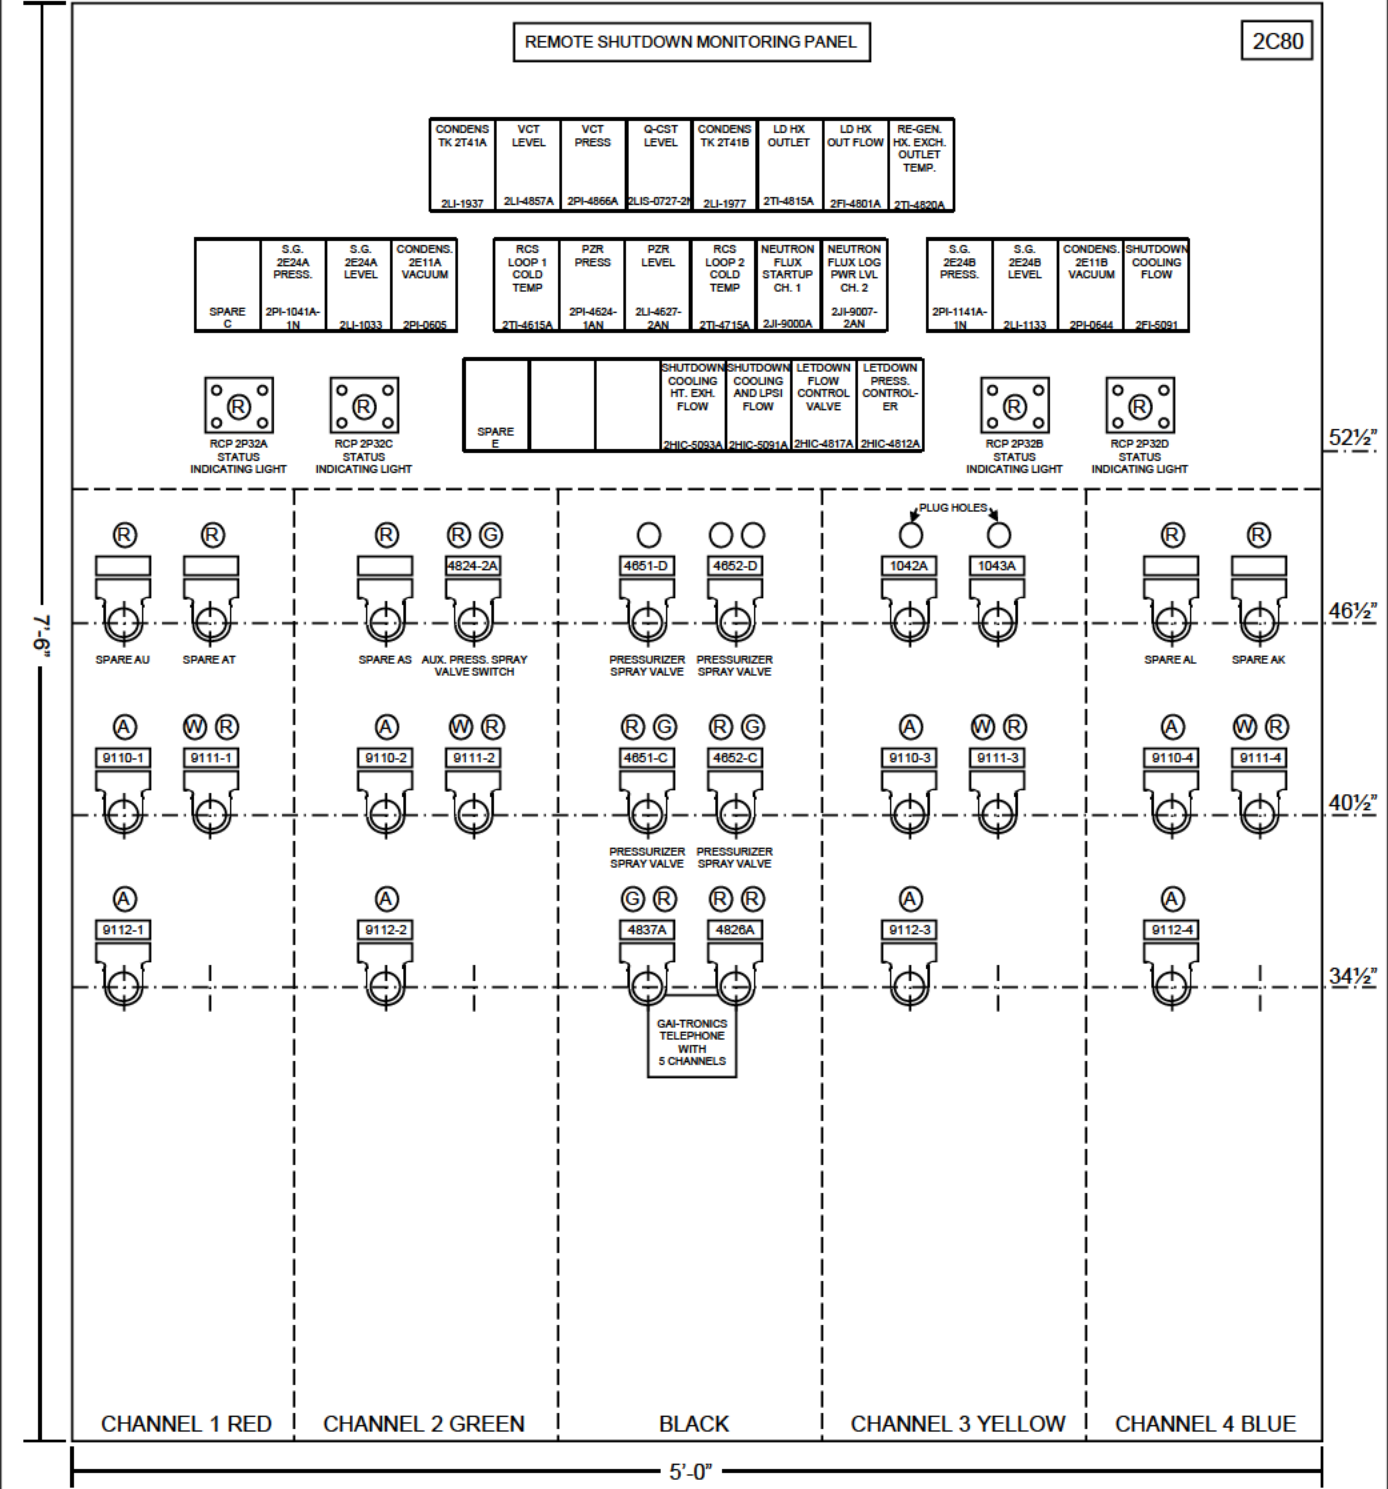 REMOTE SHUTDOWN MONITORING PANEL
2C80
CONDENS
TK 2T41A
2LI-1937
VCT
LEVEL
2LI-4857A
VCT
PRESS
2PI-4866A
Q-CST
LEVEL
2LIS-0727-2
CONDENS
TK 2T41B
2LI-1977
LD HX
OUTLET
2TI-4815A
LD HX
OUT FLOW
2FI-4801A
RE-GEN.
HX. EXCH.
OUTLET
TEMP.
2TI-4820A
SPARE
C
S.G.
2E24A
PRESS.
2PI-1041A-
1N
S.G.
2E24A
LEVEL
2LI-1033
CONDENS.
2E11A
VACUUM
2PI-0605
RCS
LOOP 1
COLD
TEMP
2TI-4615A
PZR
PRESS
2PI-4624-
1AN
PZR
LEVEL
2LI-4627-
2AN
RCS
LOOP 2
COLD
TEMP
2TI-4715A
NEUTRON
FLUX
STARTUP
CH. 1
2JI-9000A
NEUTRON
FLUX LOG
PWR LVL
CH. 2
2JI-9007-
2AN
S.G.
2E24B
PRESS.
2PI-1141A-
1N
S.G.
2E24B
LEVEL
2LI-1133
CONDENS.
2E11B
VACUUM
2PI-0644
SHUTDOWN
COOLING
FLOW
2FI-5091
R
RCP 2P32A
STATUS
INDICATING LIGHT
R
RCP 2P32C
STATUS
INDICATING LIGHT
SPARE
E
SHUTDOWN
COOLING
HT. EXH.
FLOW
2HIC-5093A
SHUTDOWN
COOLING
AND LPSI
FLOW
2HIC-5091A
LETDOWN
FLOW
CONTROL
VALVE
2HIC-4817A
LETDOWN
PRESS.
CONTROL-
ER
2HIC-4812A
R
RCP 2P32B
STATUS
INDICATING LIGHT
R
RCP 2P32D
STATUS
INDICATING LIGHT
52½"
PLUG HOLES
R R R R G R R
4824-2A 4651-D 4652-D 1042A 1043A
46½"
7'-6"
SPARE AU
SPARE AT
SPARE AS
AUX. PRESS. SPRAY
VALVE SWITCH
PRESSURIZER
SPRAY VALVE
PRESSURIZER
SPRAY VALVE
SPARE AL
SPARE AK
A W R A W R R G R G A W R A W R
9110-1 9111-1 9110-2 9111-2 4651-C 4652-C 9110-3 9111-3 9110-4 9111-4
40½"
PRESSURIZER
SPRAY VALVE
PRESSURIZER
SPRAY VALVE
A A G R R R A A
9112-1 9112-2 4837A 4826A 9112-3 9112-4
34½"
GAI-TRONICS
TELEPHONE
WITH
5 CHANNELS
CHANNEL 1 RED
CHANNEL 2 GREEN
BLACK
CHANNEL 3 YELLOW
CHANNEL 4 BLUE
5'-0"